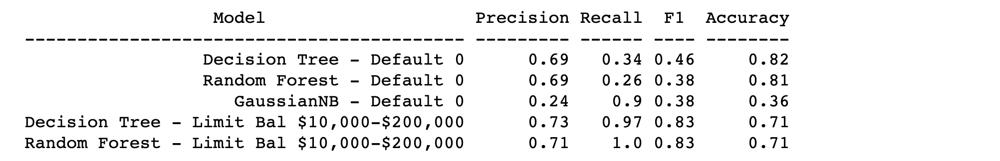 Model Precision Recall F1 Accuracy
------------------------------------------ --------- ------ ---- --------
Decision Tree - Default 0 0.69 0.34 0.46 0.82
Random Forest - Default 0 0.69 0.26 0.38 0.81
GaussianNB - Default 0 0.24 0.9 0.38 0.36
Decision Tree - Limit Bal $10,000-$200,000 0.73 0.97 0.83 0.71
Random Forest - Limit Bal $10,000-$200,000 0.71 1.0 0.83 0.71